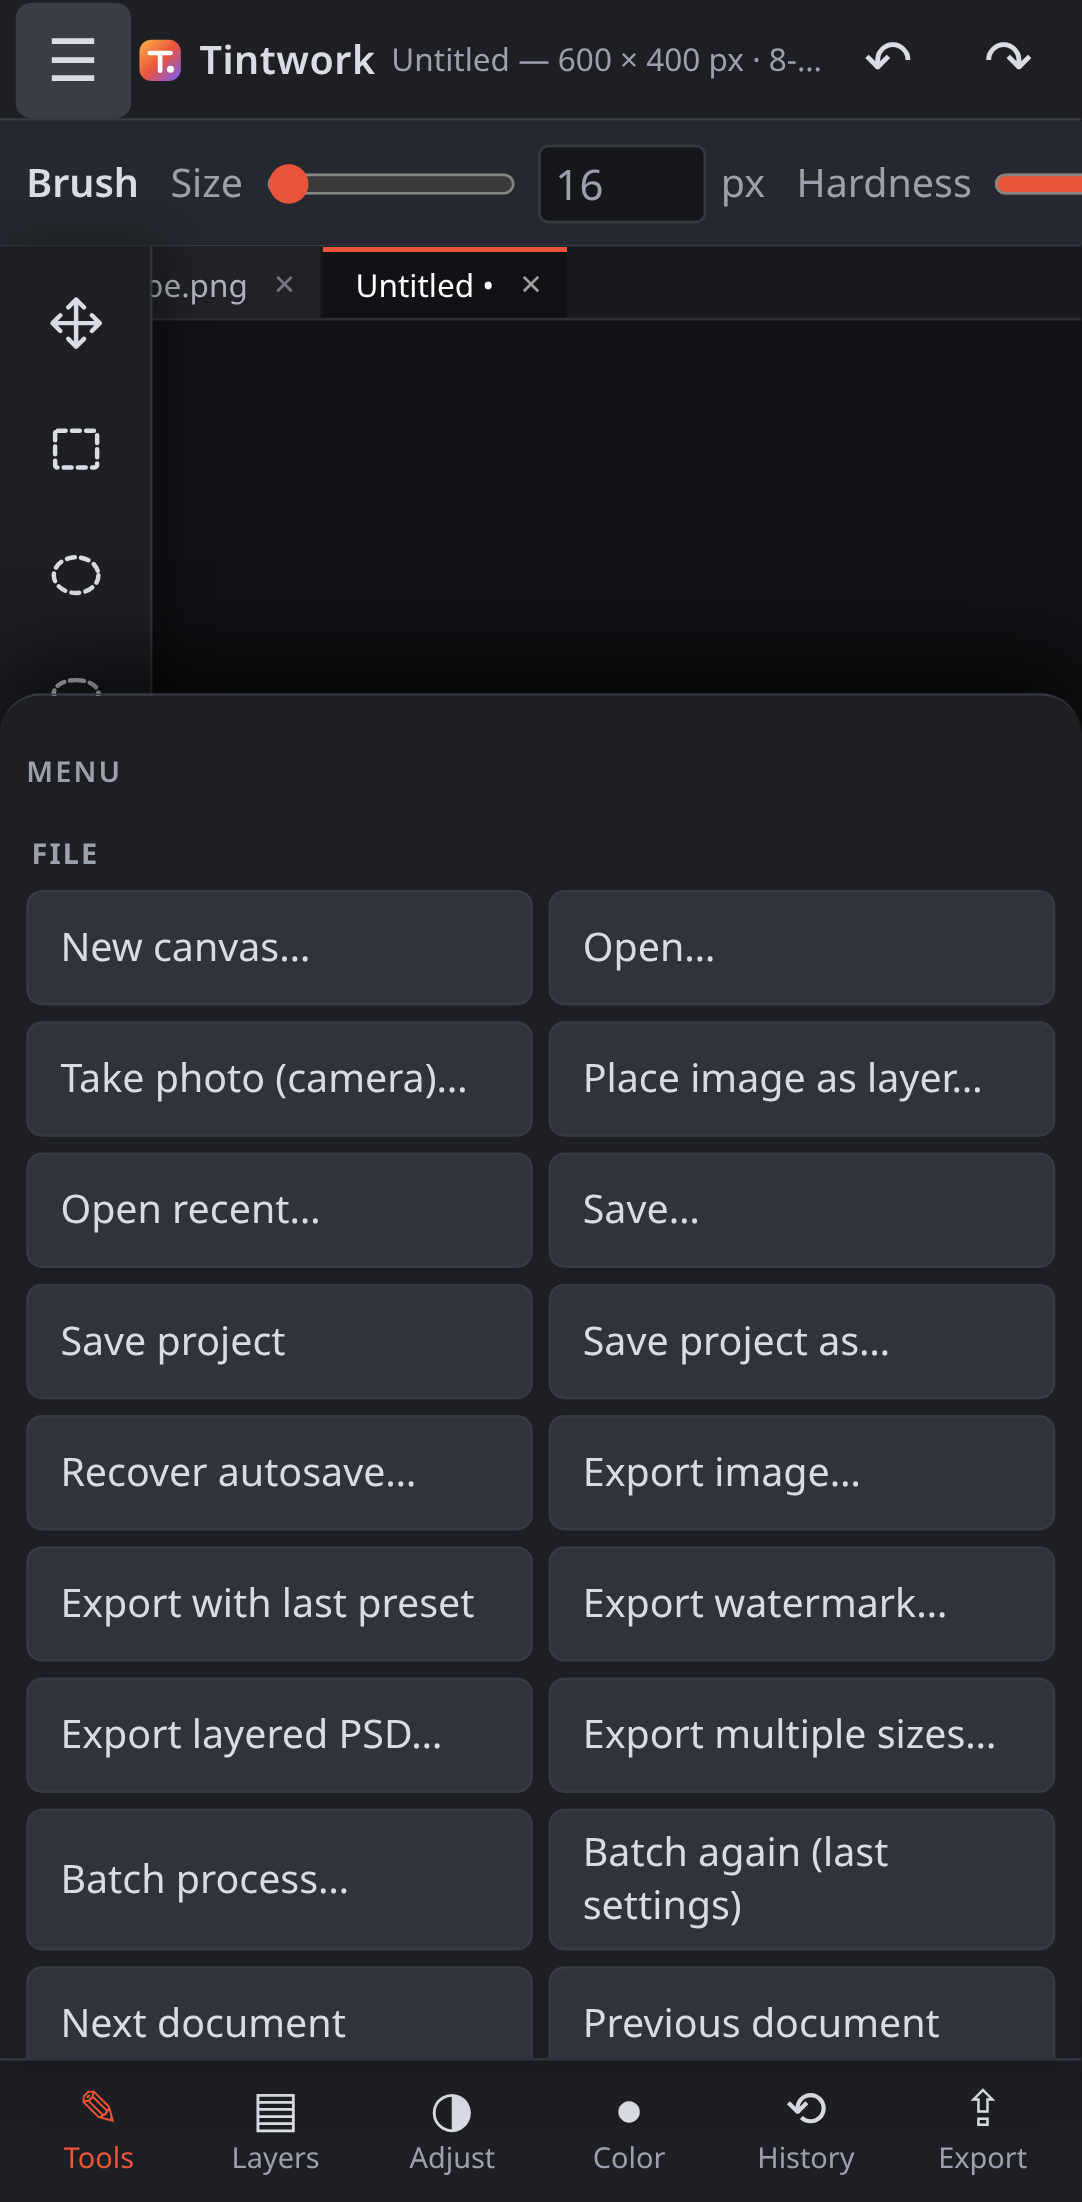 Tintwork Untitled — 600 × 400 px · 8-...
Brush Size 16 px Hardness
be.png × Untitled • ×
MENU
FILE
New canvas... Open...
Take photo (camera)... Place image as layer...
Open recent... Save...
Save project Save project as...
Recover autosave... Export image...
Export with last preset Export watermark...
Export layered PSD... Export multiple sizes...
Batch process... Batch again (last
settings)
Next document Previous document
Tools Layers Adjust Color History Export